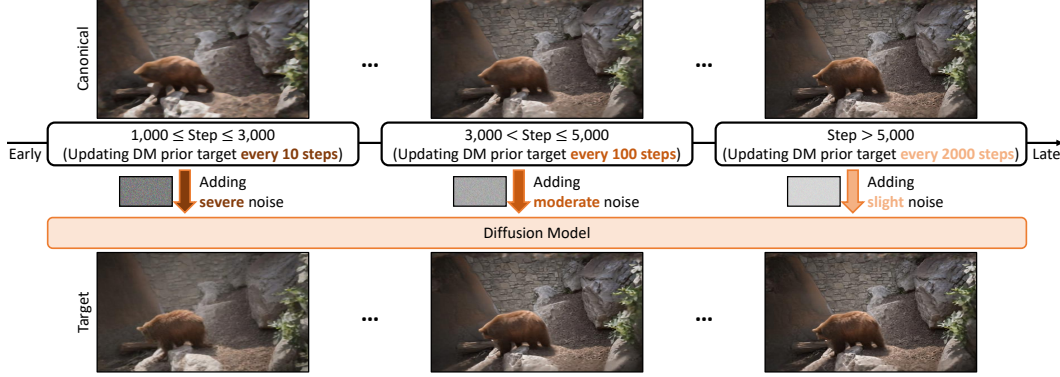 Canonical
...
...
1,000 ≤ Step ≤ 3,000
(Updating DM prior target every 10 steps)
3,000 < Step ≤ 5,000
(Updating DM prior target every 100 steps)
Step > 5,000
(Updating DM prior target every 2000 steps)
Early
Late
Adding
severe noise
Adding
moderate noise
Adding
slight noise
Diffusion Model
Target
...
...